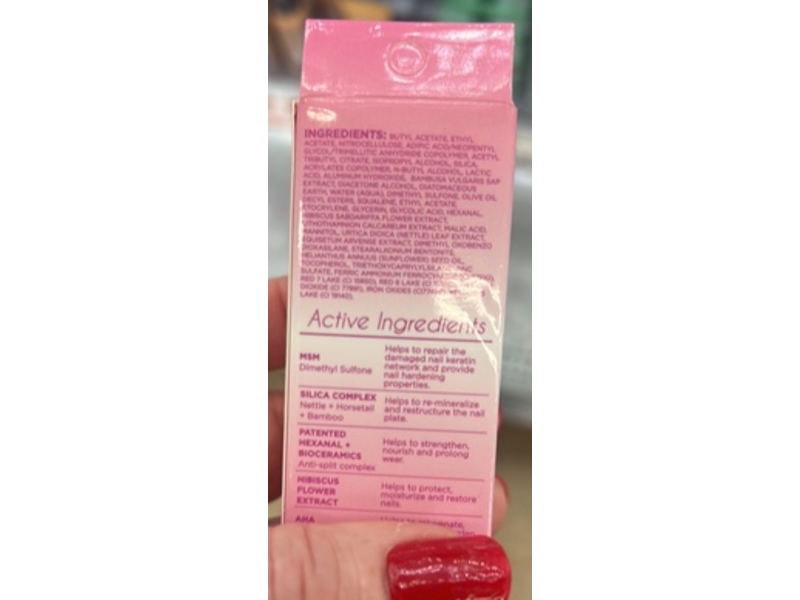 INGREDIENTS: BUTYL ACETATE, ETHYL
ACETATE, NITROCELLULOSE, ADIPIC ACID/NEOPENTYL
GLYCOL/TRIMELLITIC ANHYDRIDE COPOLYMER, ACETYL
TRIBUTYL CITRATE, ISOPROPYL ALCOHOL, SILICA,
ACRYLATES COPOLYMER, N-BUTYL ALCOHOL, LACTIC
ACID, ALUMINUM HYDROXIDE, BAMBUSA VULGARIS SAP
EXTRACT, DIACETONE ALCOHOL, DIATOMACEOUS
EARTH, WATER (AQUA), DIMETHYL SULFONE, OLIVE OIL
DECYL ESTERS, SQUALENE, ETHYL ACETATE,
GLYCERIN, GLYCOLIC ACID, HEXANAL,
HIBISCUS SABDARIFFA FLOWER EXTRACT,
LITHOTHAMNION CALCAREUM EXTRACT, MALIC ACID,
MANNITOL, URTICA DIOICA (NETTLE) LEAF EXTRACT,
EQUISETUM ARVENSE EXTRACT, DIMETHYL
STEARALKONIUM BENTONITE,
HELIANTHUS ANNUUS (SUNFLOWER) SEED OIL,
TOCOPHEROL,
SULFATE, FERRIC AMMONIUM
RED 7 LAKE (CI 15850), RED 6 LAKE
DIOXIDE (CI 77891), IRON OXIDES
LAKE (CI 19140).
Active Ingredients
MSM
Dimethyl Sulfone
Helps to repair the
damaged nail keratin
network and provide
nail hardening
properties.
SILICA COMPLEX
Nettle + Horsetail
+ Bamboo
Helps to re-mineralize
and restructure the nail
plate.
PATENTED
HEXANAL +
BIOCERAMICS
Anti-split complex
Helps to strengthen,
nourish and prolong
wear.
HIBISCUS
FLOWER
EXTRACT
Helps to protect,
moisturize and restore
nails.
AHA